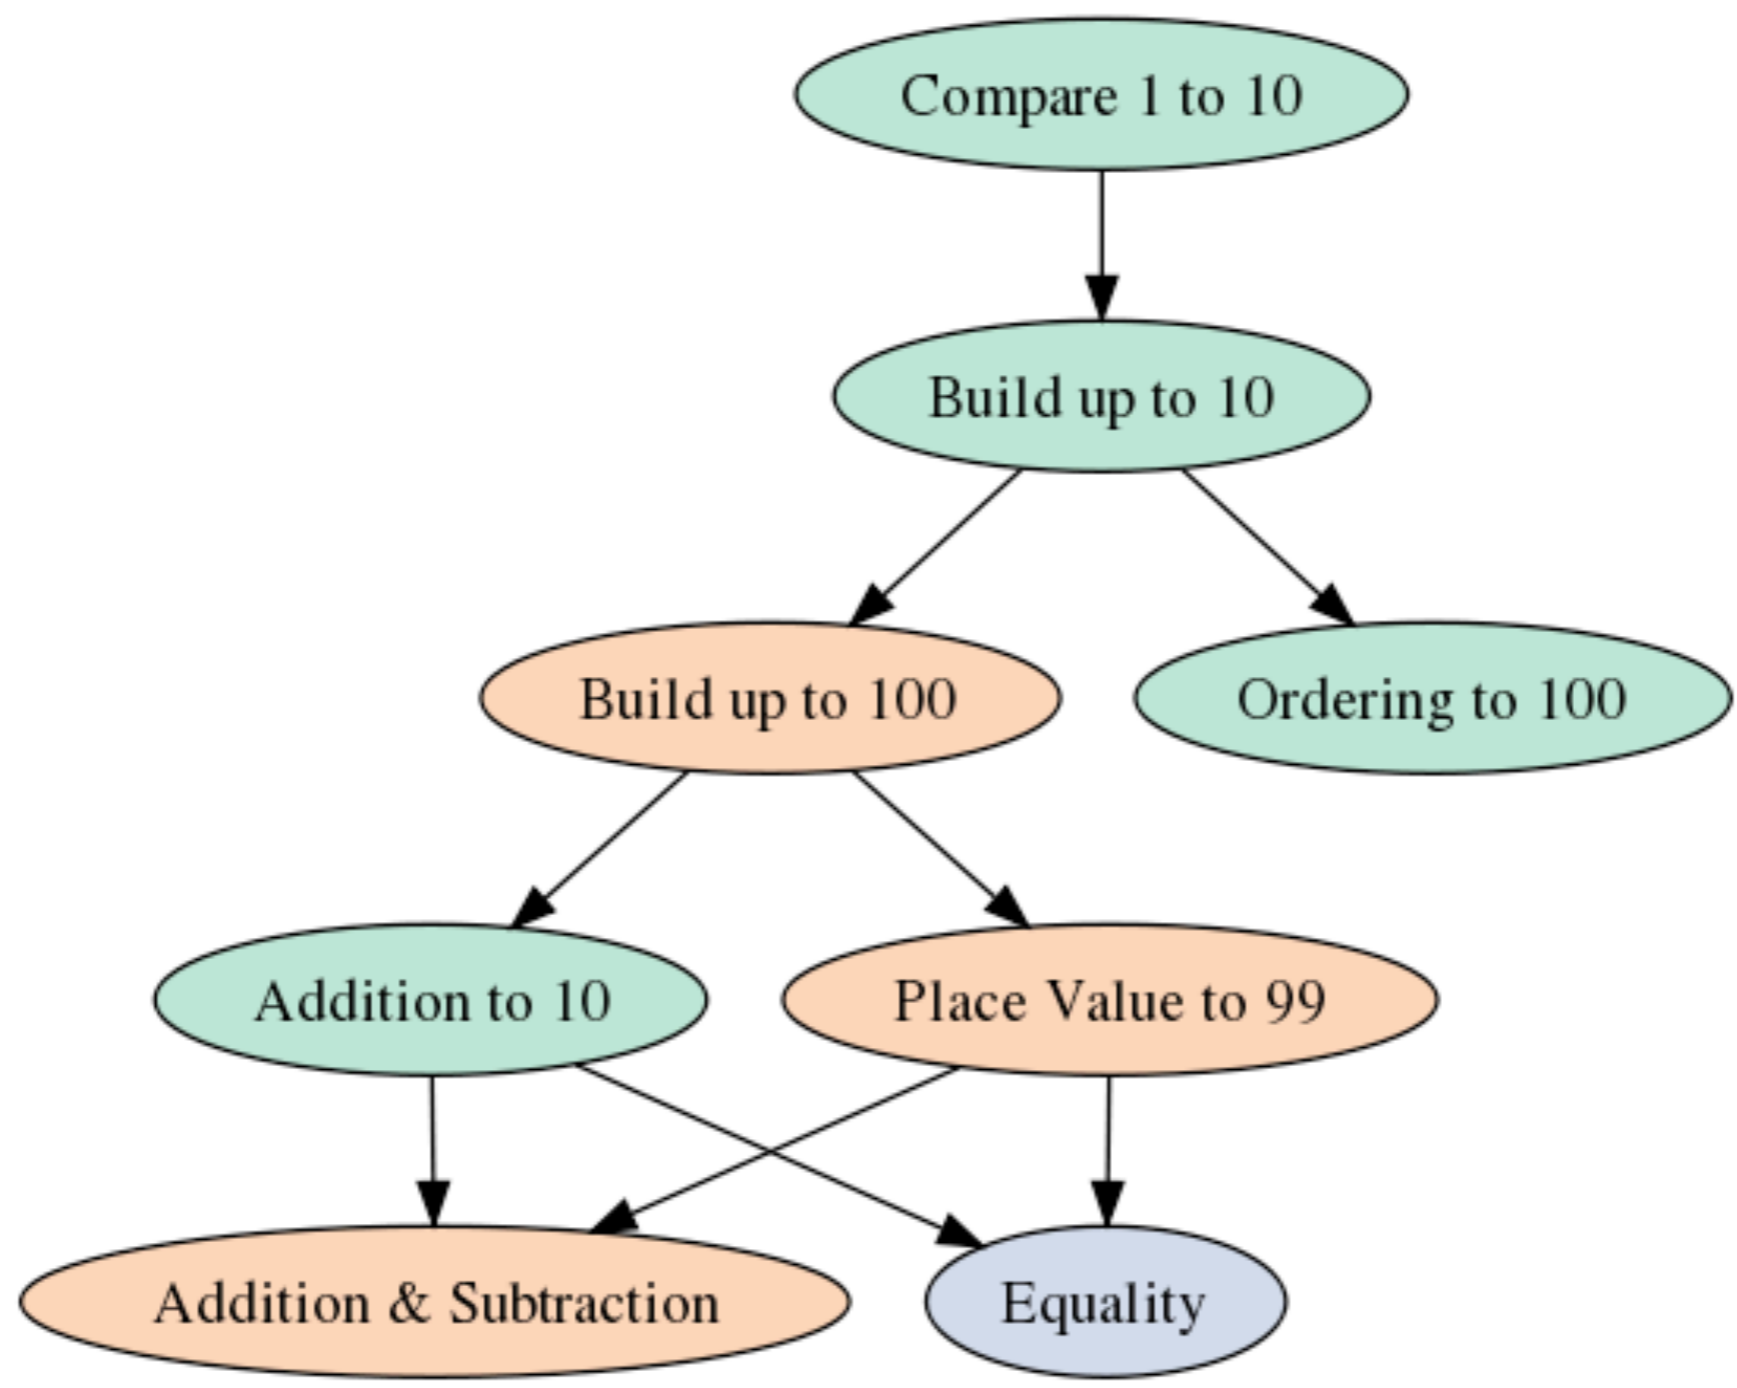 Compare 1 to 10
Build up to 10
Build up to 100
Ordering to 100
Addition to 10
Place Value to 99
Addition & Subtraction
Equality